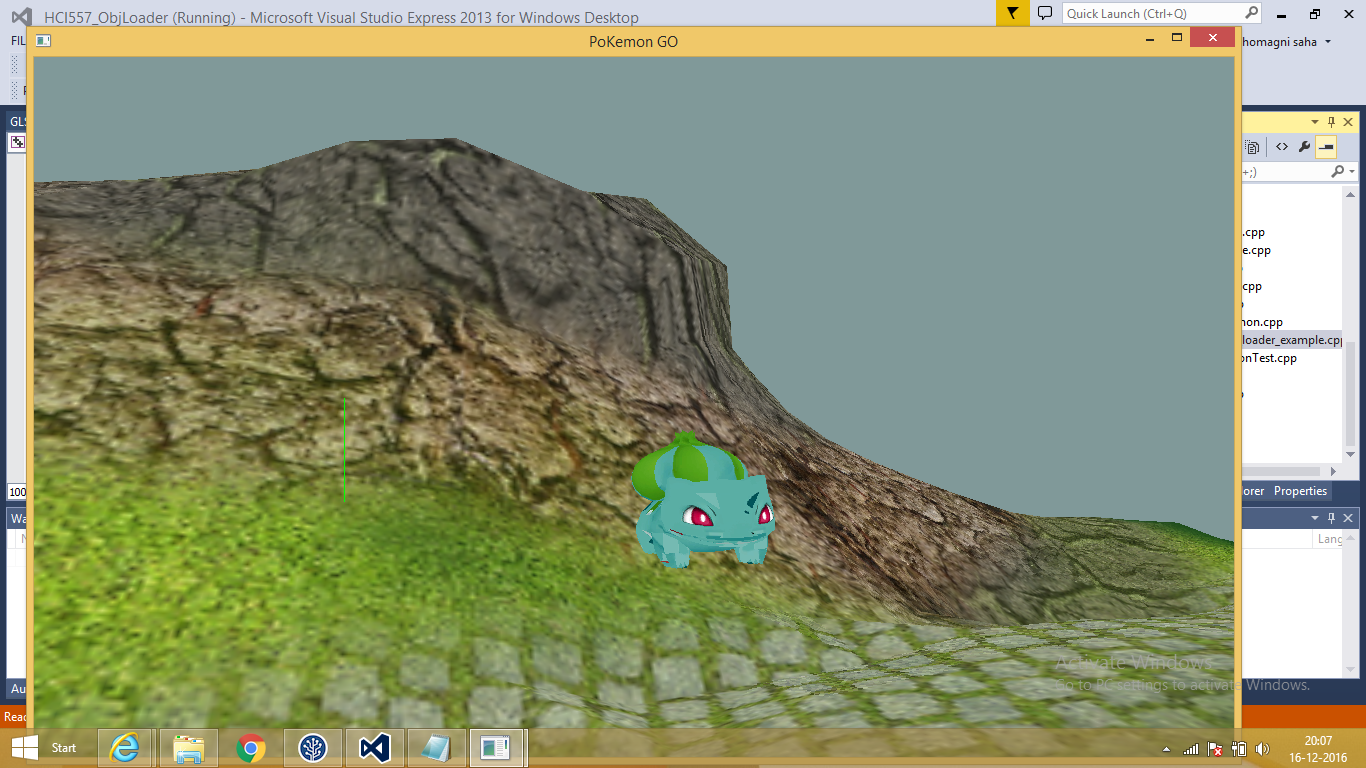 HCI557_ObjLoader (Running) - Microsoft Visual Studio Express 2013 for Windows Desktop
Quick Launch (Ctrl+Q)
FIL
PoKemon GO
homagni saha
GLS
+;)
.cpp
e.cpp
cpp
non.cpp
loader_example.cpp
onTest.cpp
100
orer Properties
Wa
N
Lang
Activate Windows
Go to PC settings to activate Windows.
Au
Read
Start
20:07
16-12-2016